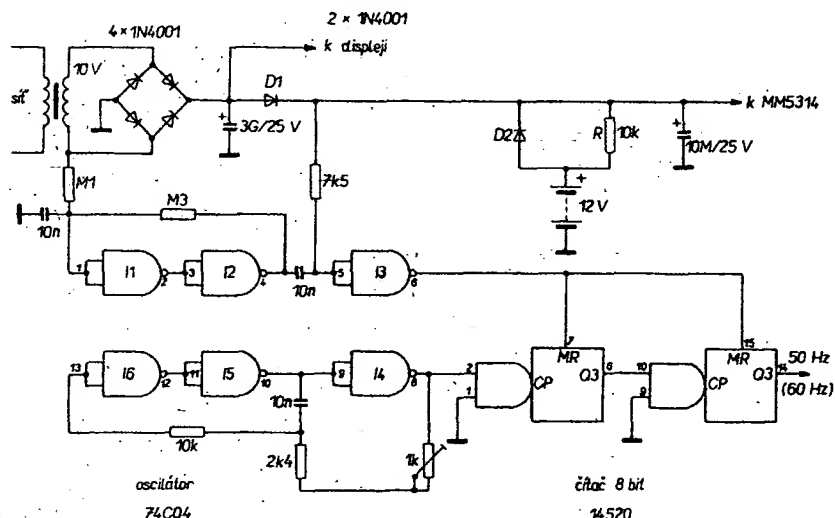 2 × 1N4001
4 × 1N4001
k displeji
10 V
síť
D1
k MM5314
+
3G/25 V
D2
R
10k
+
10M/25 V
M1
7k5
+
12 V
M3
10n
1
I1
2
3
I2
4
10n
5
I3
6
7
15
MR
MR
50 Hz
(60 Hz)
13
I6
12
11
I5
10
9
I4
8
2
1
CP
Q3
6
10
9
CP
Q3
14
10n
10k
2k4
1k
oscilátor
74C04
čítač 8 bit
14520